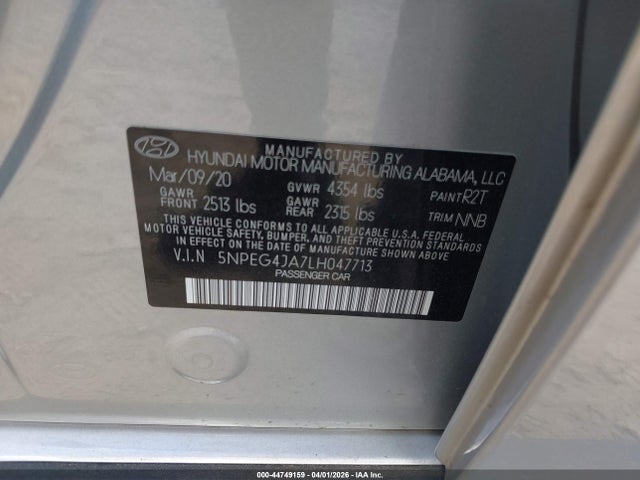 MANUFACTURED BY
HYUNDAI MOTOR MANUFACTURING ALABAMA, LLC
Mar/09/20 GVWR 4354 lbs PAINT R2T
GAWR FRONT 2513 lbs GAWR REAR 2315 lbs TRIM NNB
THIS VEHICLE CONFORMS TO ALL APPLICABLE U.S. FEDERAL
MOTOR VEHICLE SAFETY, BUMPER, AND THEFT PREVENTION
STANDARDS IN EFFECT ON THE DATE OF MANUFACTURE SHOWN ABOVE.
V.I.N 5NPEG4JA7LH047713
PASSENGER CAR
000-44749159 - 04/01/2026 - IAA Inc.